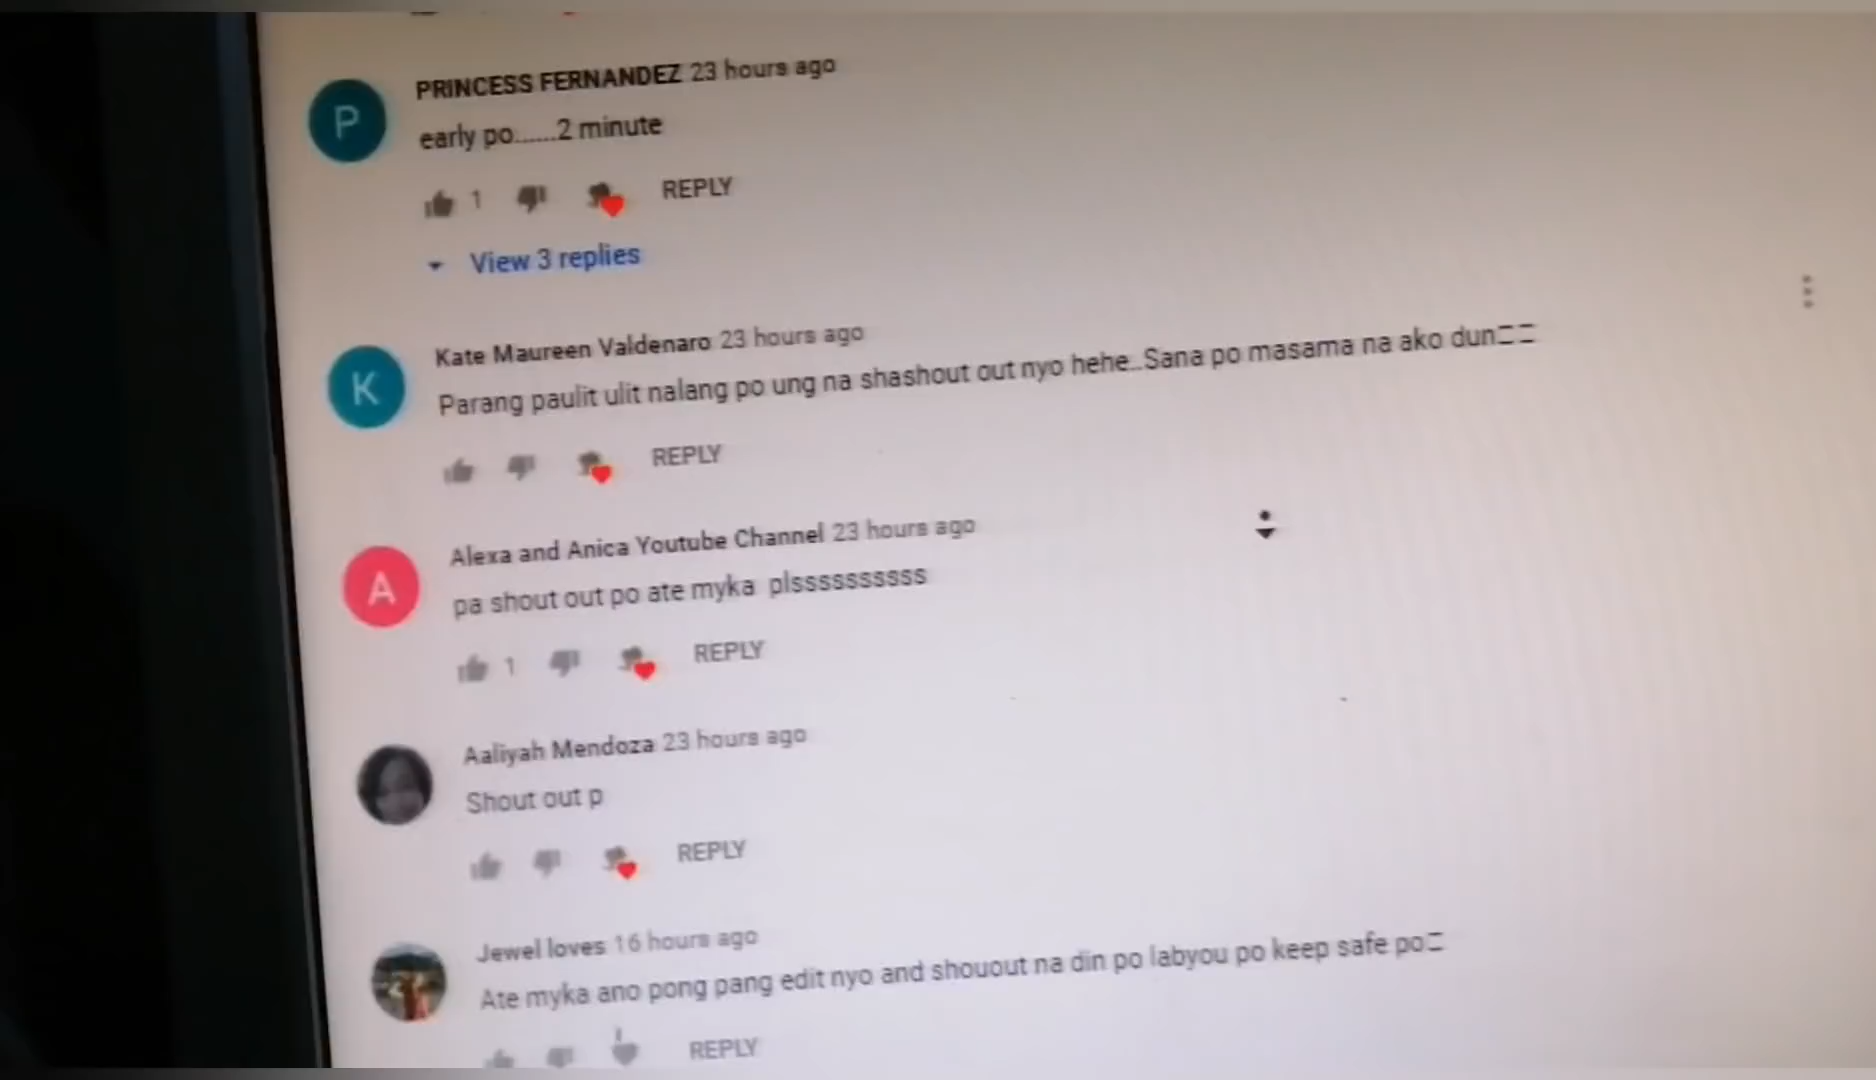 P
PRINCESS FERNANDEZ 23 hours ago
early po......2 minute
1 REPLY
View 3 replies
K
Kate Maureen Valdenaro 23 hours ago
Parang paulit ulit nalang po ung na shashout out nyo hehe..Sana po masama na ako dun
REPLY
A
Alexa and Anica Youtube Channel 23 hours ago
pa shout out po ate myka plsssssssssss
1 REPLY
Aaliyah Mendoza 23 hours ago
Shout out p
REPLY
Jewel loves 16 hours ago
Ate myka ano pong pang edit nyo and shouout na din po labyou po keep safe po
REPLY